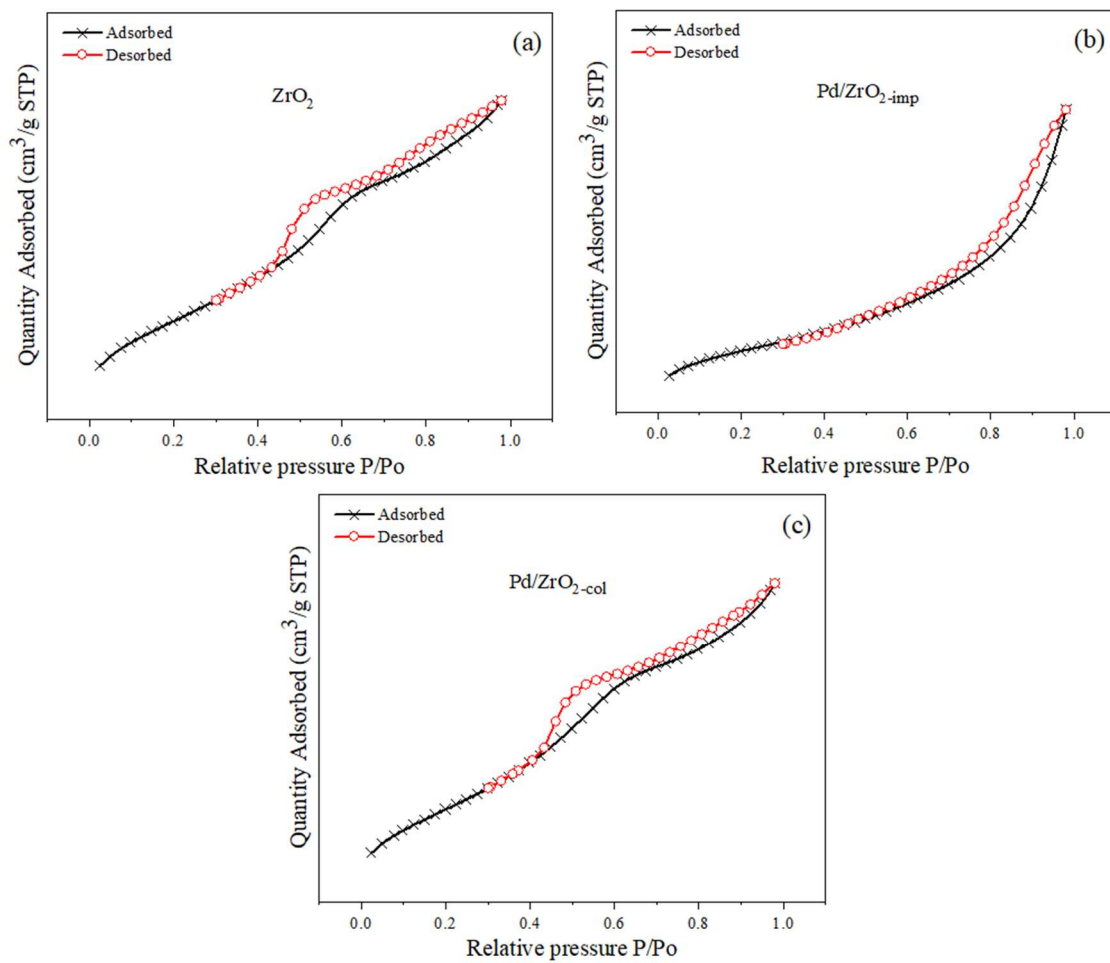 Adsorbed
Desorbed
(a)
ZrO2
Quantity Adsorbed (cm3/g STP)
0.0 0.2 0.4 0.6 0.8 1.0
Relative pressure P/Po
Adsorbed
Desorbed
(b)
Pd/ZrO2-imp
Quantity Adsorbed (cm3/g STP)
0.0 0.2 0.4 0.6 0.8 1.0
Relative pressure P/Po
Adsorbed
Desorbed
(c)
Pd/ZrO2-col
Quantity Adsorbed (cm3/g STP)
0.0 0.2 0.4 0.6 0.8 1.0
Relative pressure P/Po